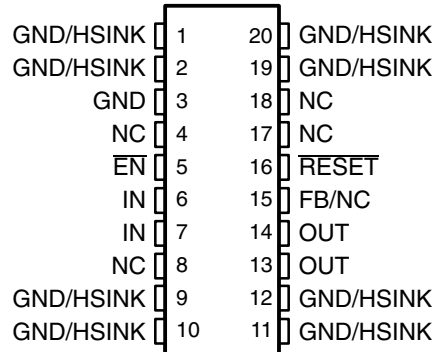 GND/HSINK 1 20 GND/HSINK
GND/HSINK 2 19 GND/HSINK
GND 3 18 NC
NC 4 17 NC
E̅N̅ 5 16 R̅E̅S̅E̅T̅
IN 6 15 FB/NC
IN 7 14 OUT
NC 8 13 OUT
GND/HSINK 9 12 GND/HSINK
GND/HSINK 10 11 GND/HSINK